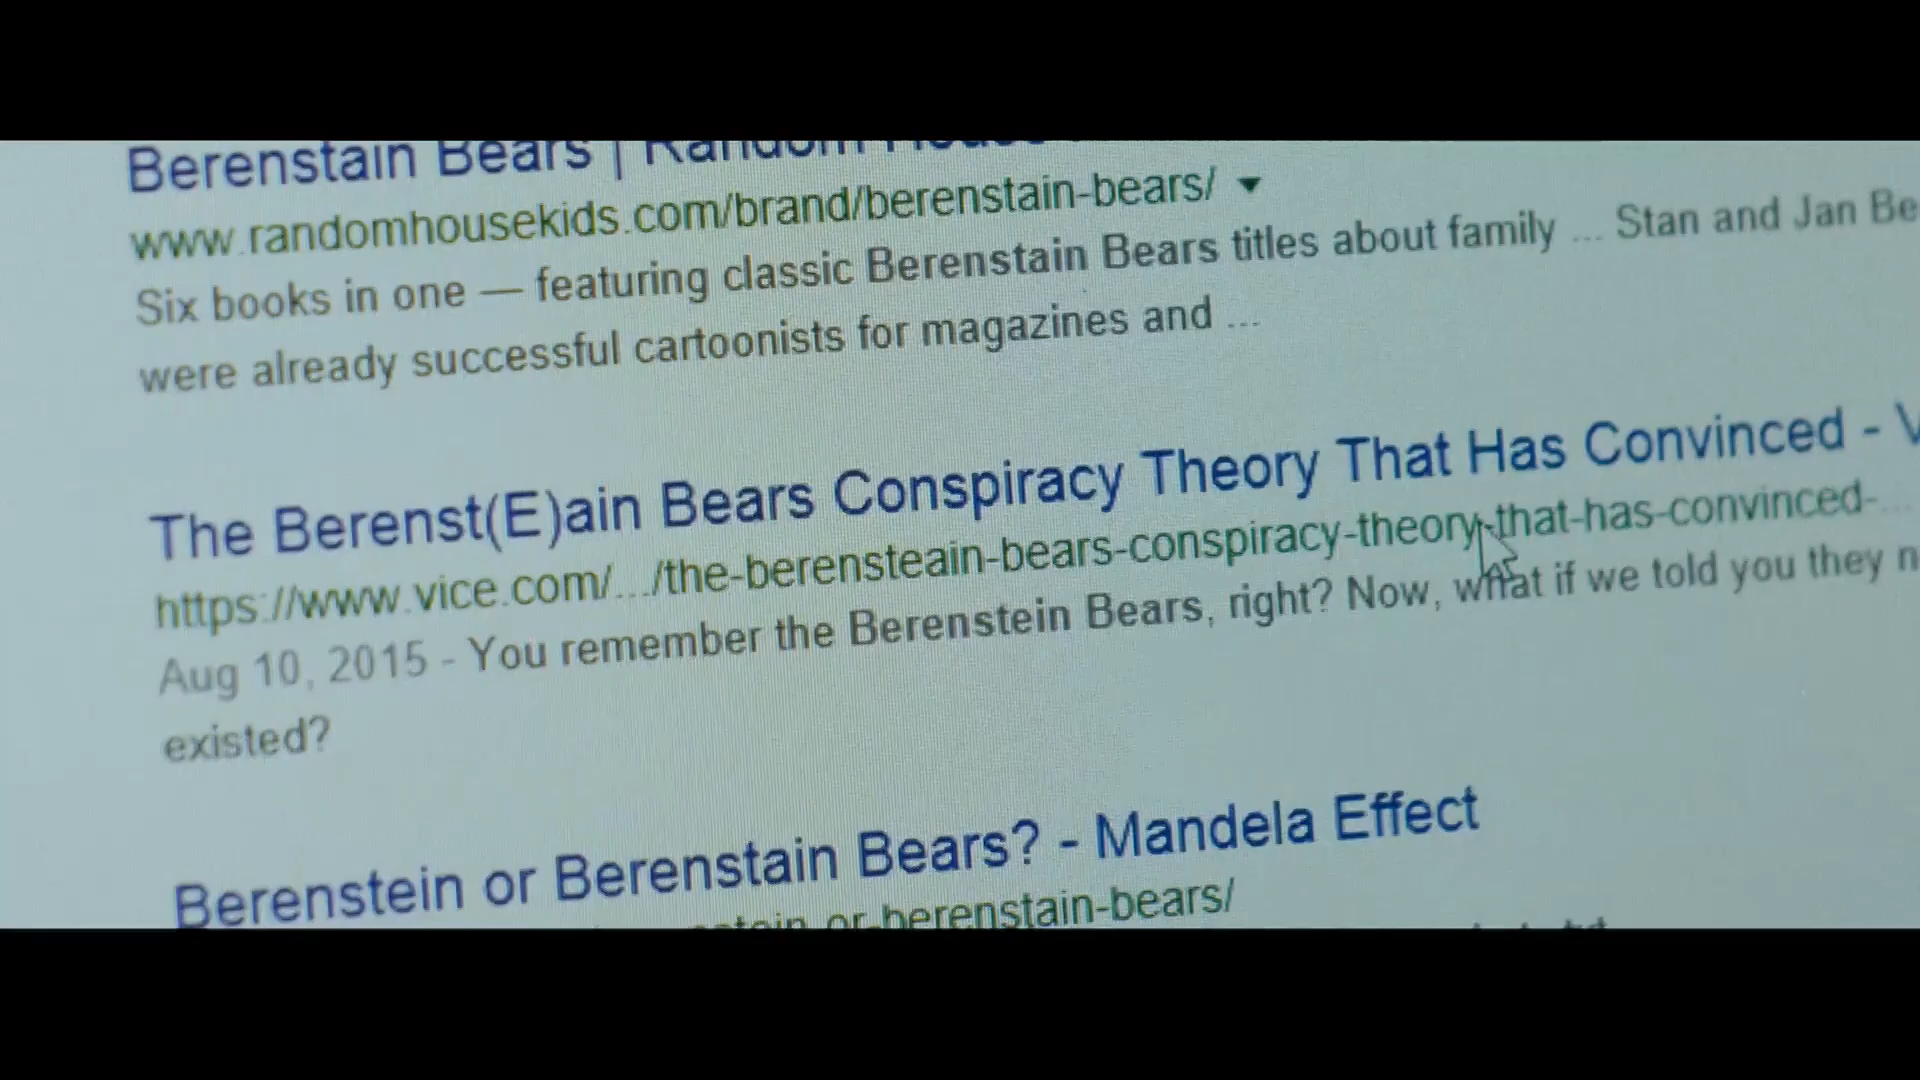 Berenstain Bears | Random House
www.randomhousekids.com/brand/berenstain-bears/
Six books in one — featuring classic Berenstain Bears titles about family ... Stan and Jan Be
were already successful cartoonists for magazines and ...
The Berenst(E)ain Bears Conspiracy Theory That Has Convinced - V
https://www.vice.com/.../the-berensteain-bears-conspiracy-theory-that-has-convinced-...
Aug 10, 2015 - You remember the Berenstein Bears, right? Now, what if we told you they n
existed?
Berenstein or Berenstain Bears? - Mandela Effect
or-berenstain-bears/